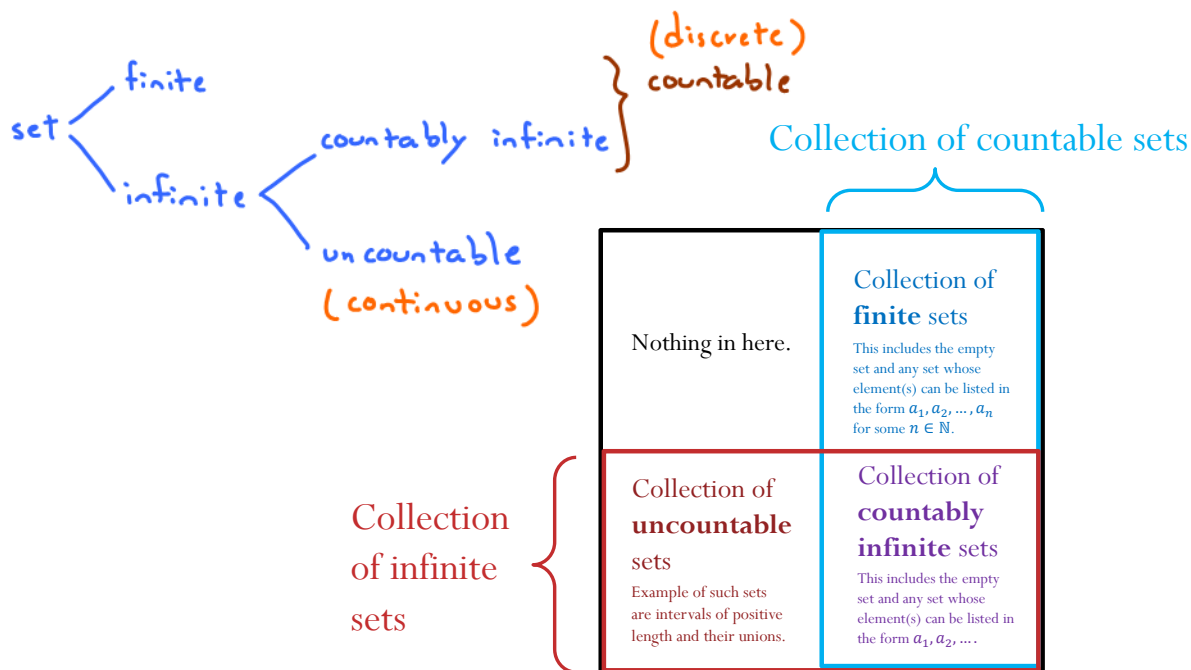 (discrete)
countable
finite
set
countably infinite
infinite
uncountable
(continuous)
Collection of countable sets
Nothing in here.
Collection of
finite sets
This includes the empty
set and any set whose
element(s) can be listed in
the form a₁, a₂, … , aₙ
for some n ∈ ℕ.
Collection
of infinite
sets
Collection of
uncountable
sets
Example of such sets
are intervals of positive
length and their unions.
Collection of
countably
infinite sets
This includes the empty
set and any set whose
element(s) can be listed in
the form a₁, a₂, … .